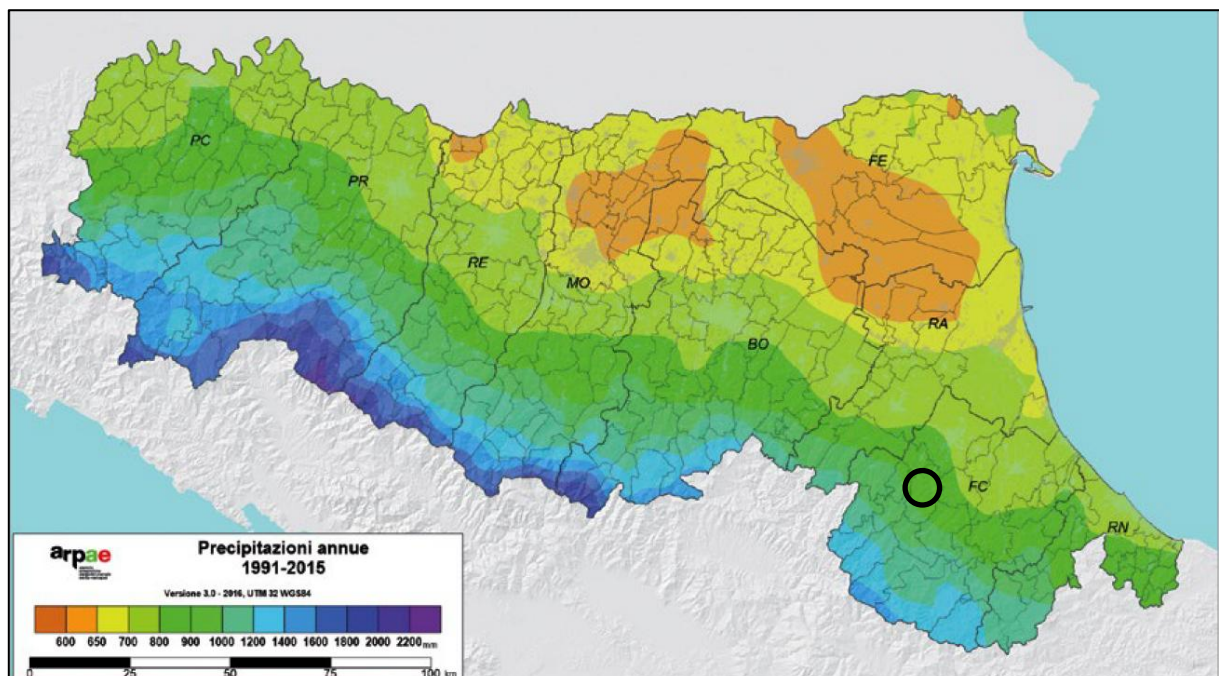 PC
FE
PR
RE
MO
RA
BO
FC
RN
arpae
Precipitazioni annue
1991-2015
Versione 3.0 - 2016, UTM 32 WGS84
600 650 700 800 900 1000 1200 1400 1600 1800 2000 2200 mm
0 25 50 75 100 km